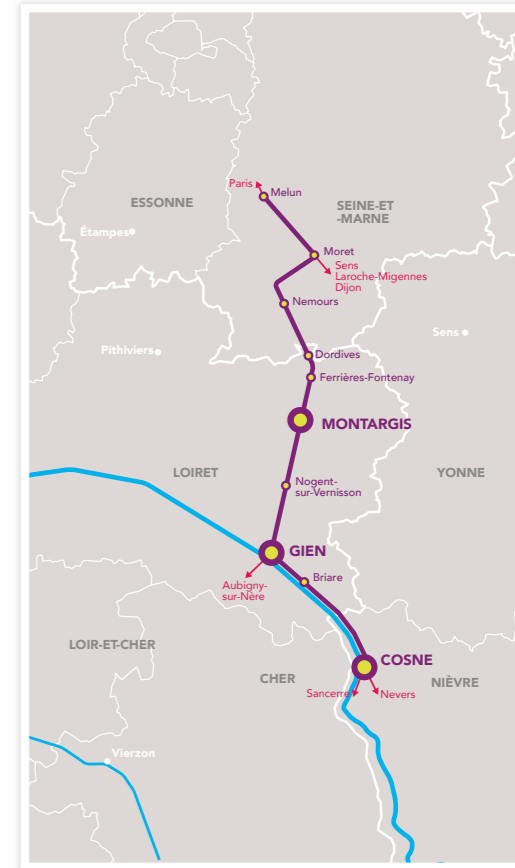 Paris
Melun
ESSONNE
SEINE-ET
-MARNE
Étampes
Moret
Sens
Laroche-Migennes
Dijon
Nemours
Sens
Pithiviers
Dordives
Ferrières-Fontenay
MONTARGIS
LOIRET
YONNE
Nogent-
sur-Vernisson
GIEN
Briare
Aubigny-
sur-Nère
LOIR-ET-CHER
COSNE
CHER
NIÈVRE
Sancerre
Nevers
Vierzon